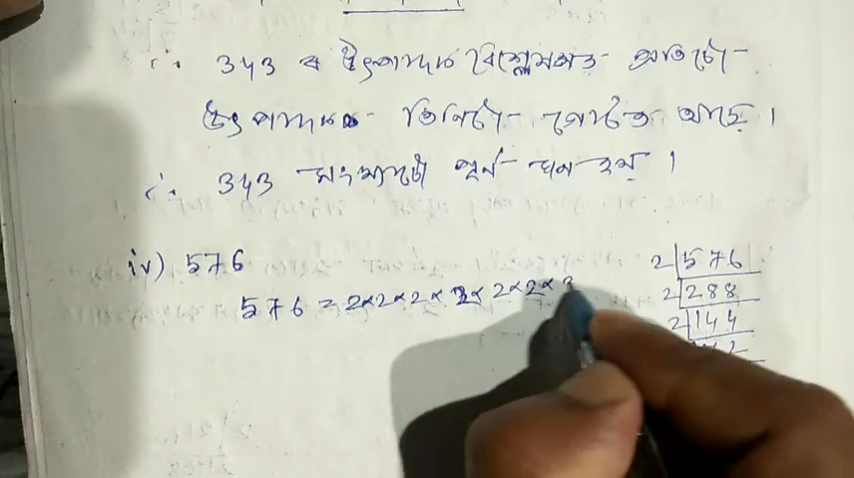 ∴ 343 ৰ উৎপাদক বিশ্লেষণত প্ৰতিটো
উৎপাদক তিনিটা গোটত আছে।
∴ 343 সংখ্যাটো পূৰ্ণ ঘন হয়।
iv) 576
576 = 2×2×2×2×2×2×3
2 | 576
2 | 288
2 | 144